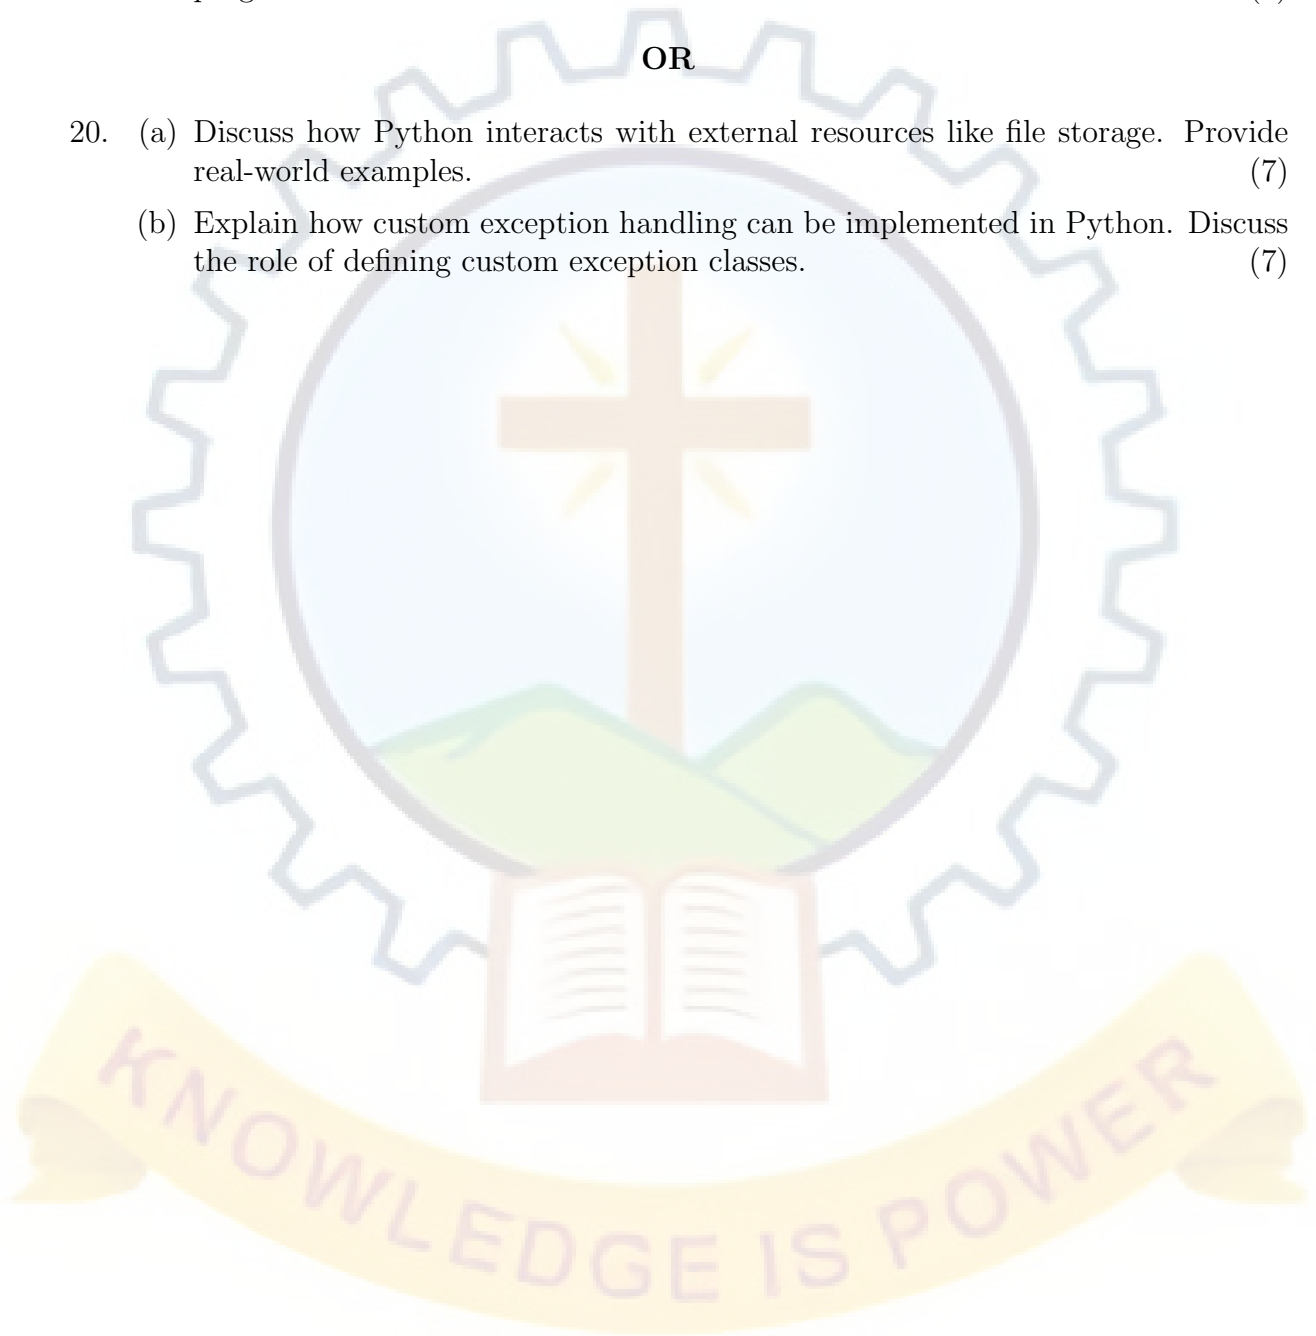 OR
20. (a) Discuss how Python interacts with external resources like file storage. Provide
real-world examples. (7)
(b) Explain how custom exception handling can be implemented in Python. Discuss
the role of defining custom exception classes. (7)
KNOWLEDGE IS POWER